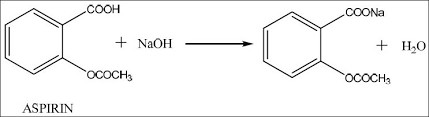 COOH
COONa
+ NaOH
+ H₂O
OCOCH₃
OCOCH₃
ASPIRIN